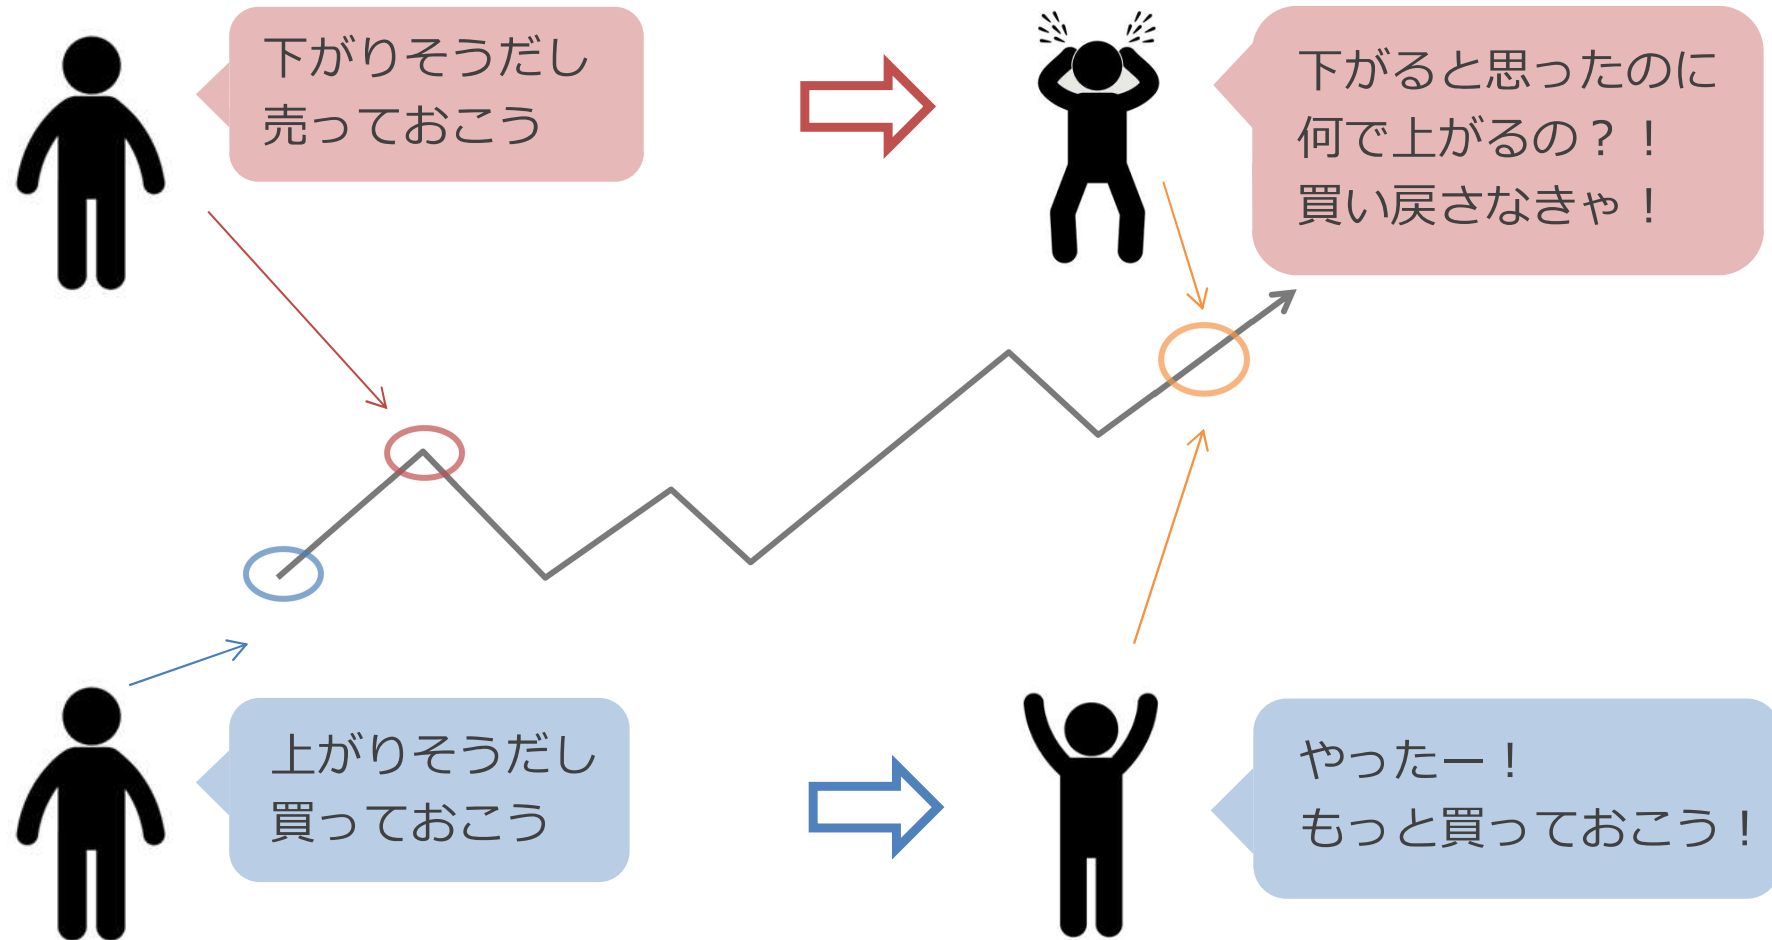 下がりそうだし
売っておこう
下がると思ったのに
何で上がるの？！
買い戻さなきゃ！
上がりそうだし
買っておこう
やったー！
もっと買っておこう！